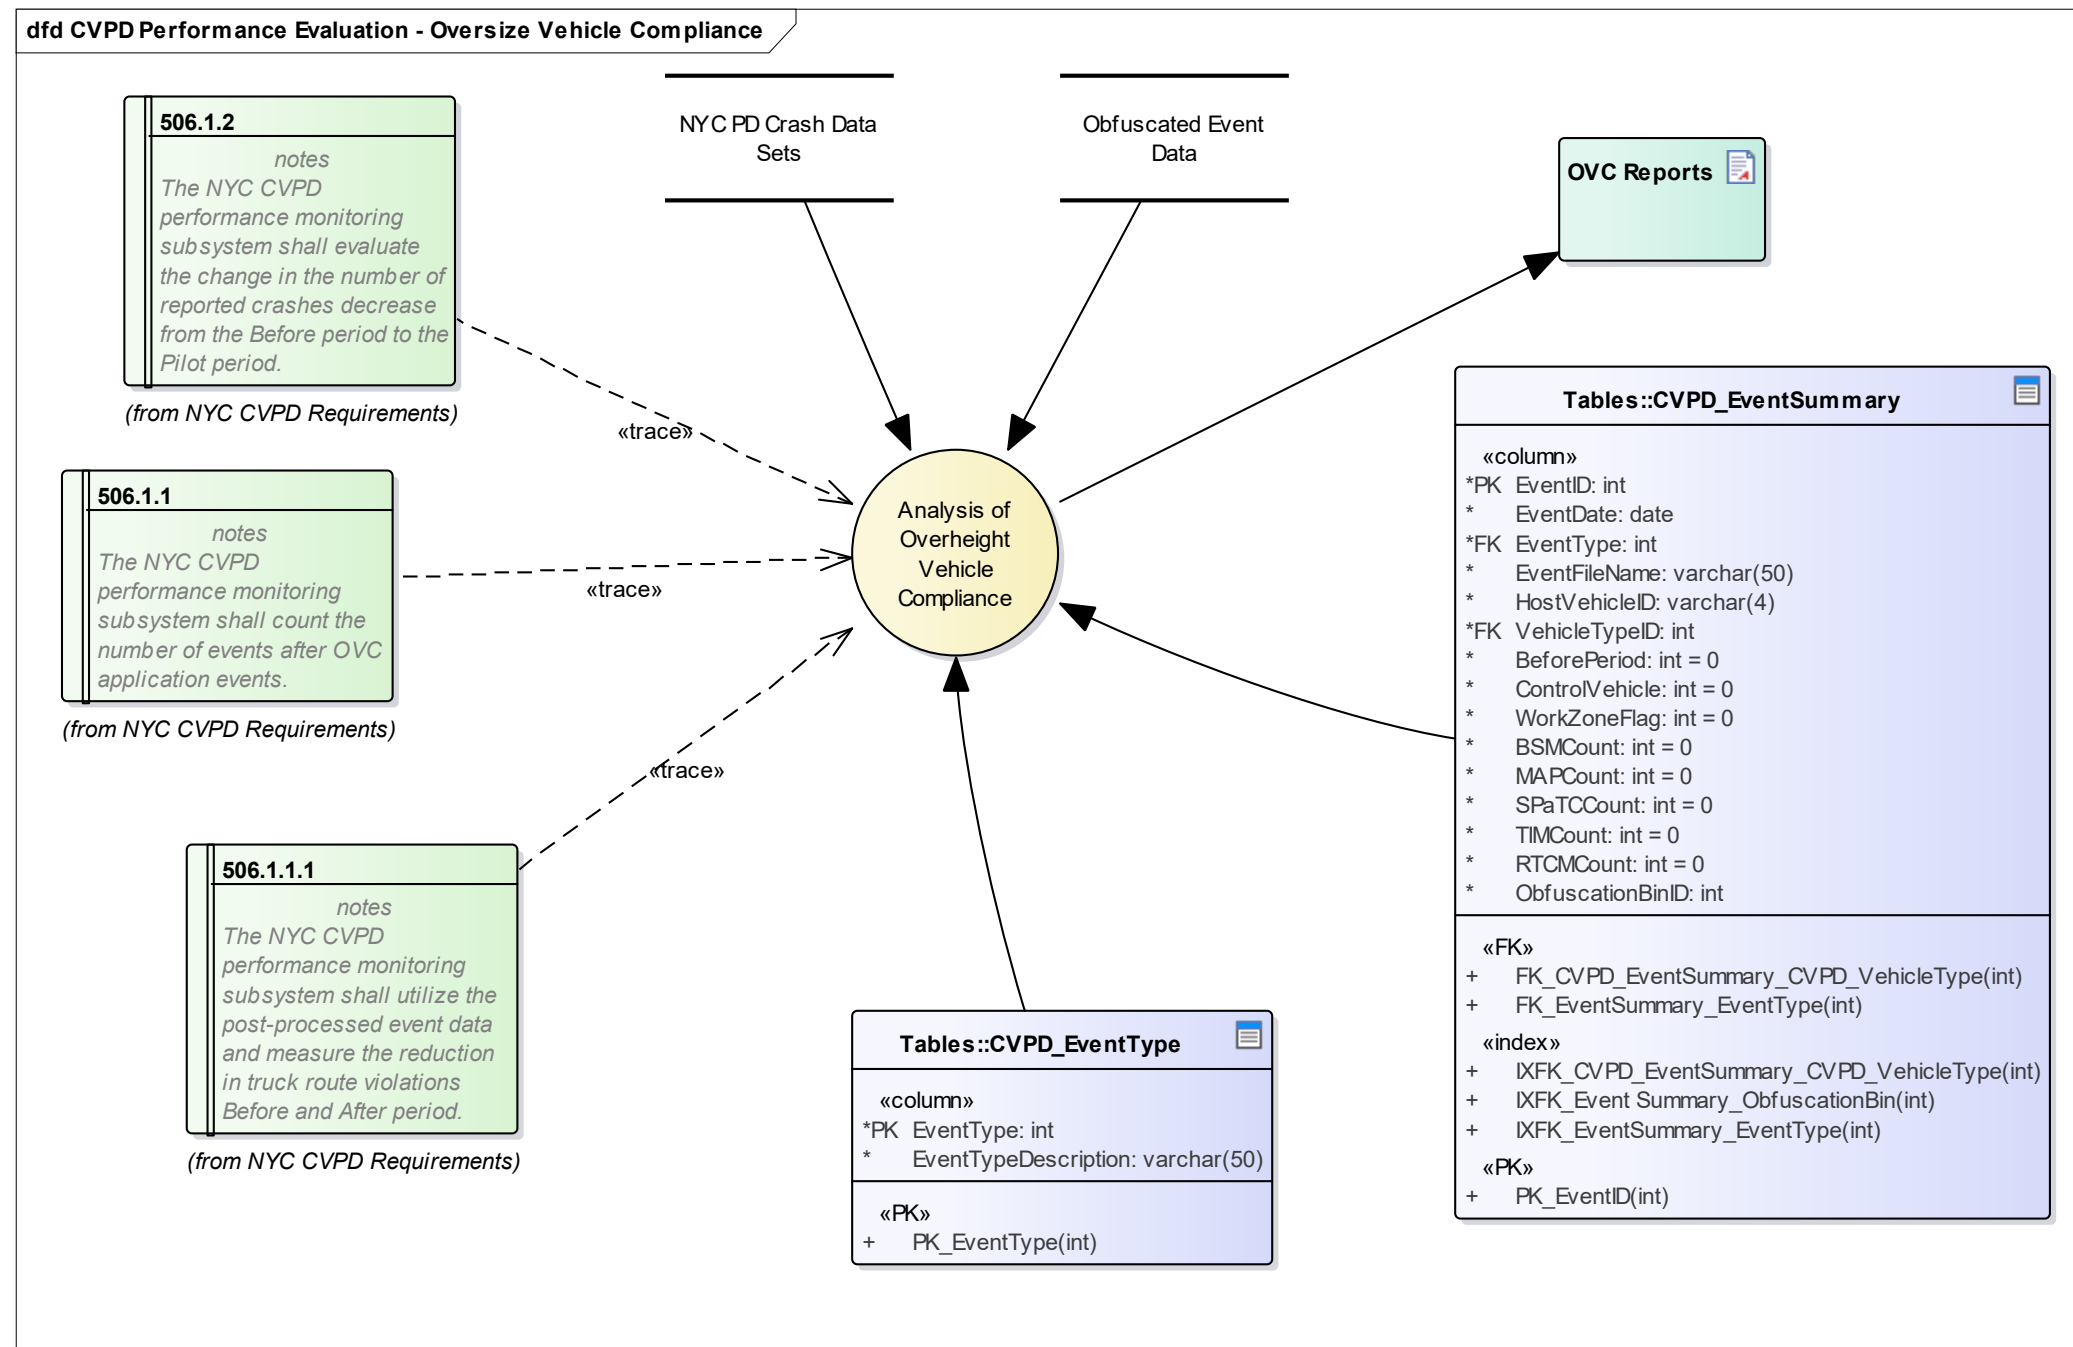 dfd CVPD Performance Evaluation - Oversize Vehicle Compliance
506.1.2
notes
The NYC CVPD
performance monitoring
subsystem shall evaluate
the change in the number of
reported crashes decrease
from the Before period to the
Pilot period.
(from NYC CVPD Requirements)
NYC PD Crash Data
Sets
Obfuscated Event
Data
OVC Reports
«trace»
506.1.1
notes
The NYC CVPD
performance monitoring
subsystem shall count the
number of events after OVC
application events.
(from NYC CVPD Requirements)
«trace»
Analysis of
Overheight
Vehicle
Compliance
«trace»
506.1.1.1
notes
The NYC CVPD
performance monitoring
subsystem shall utilize the
post-processed event data
and measure the reduction
in truck route violations
Before and After period.
(from NYC CVPD Requirements)
Tables::CVPD_EventType
«column»
*PK EventType: int
* EventTypeDescription: varchar(50)
«PK»
+ PK_EventType(int)
Tables::CVPD_EventSummary
«column»
*PK EventID: int
* EventDate: date
*FK EventType: int
* EventFileName: varchar(50)
* HostVehicleID: varchar(4)
*FK VehicleTypeID: int
* BeforePeriod: int = 0
* ControlVehicle: int = 0
* WorkZoneFlag: int = 0
* BSMCount: int = 0
* MAPCount: int = 0
* SPaTCCount: int = 0
* TIMCount: int = 0
* RTCMCount: int = 0
* ObfuscationBinID: int
«FK»
+ FK_CVPD_EventSummary_CVPD_VehicleType(int)
+ FK_EventSummary_EventType(int)
«index»
+ IXFK_CVPD_EventSummary_CVPD_VehicleType(int)
+ IXFK_Event Summary_ObfuscationBin(int)
+ IXFK_EventSummary_EventType(int)
«PK»
+ PK_EventID(int)